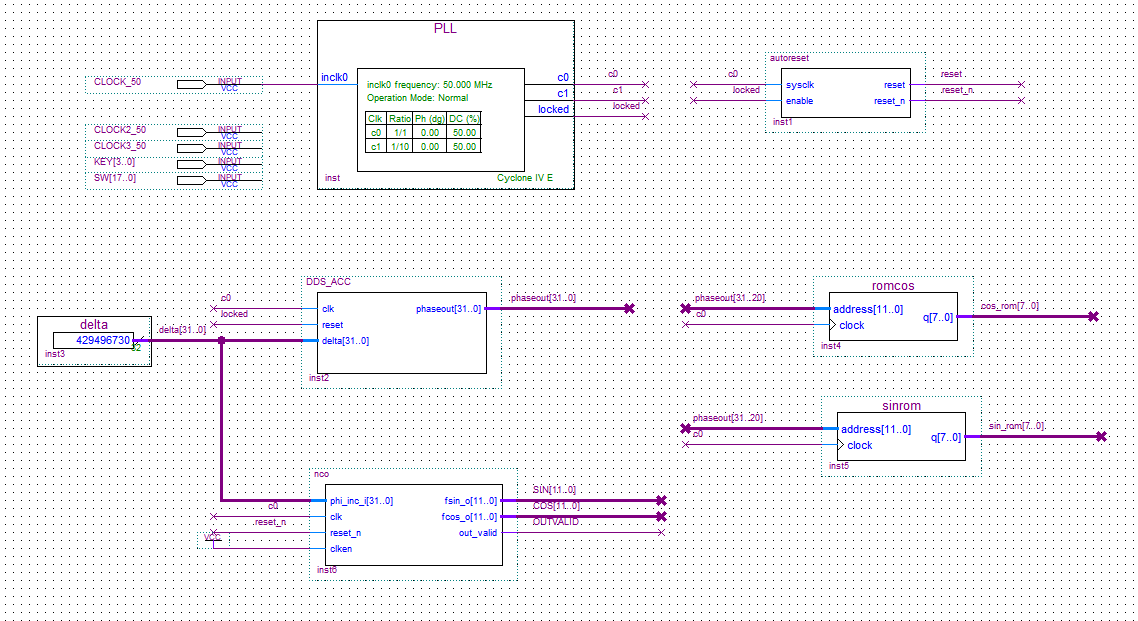 PLL
CLOCK_50 INPUT VCC
inclk0
inclk0 frequency: 50.000 MHz
Operation Mode: Normal
Clk Ratio Ph (dg) DC (%)
c0 1/1 0.00 50.00
c1 1/10 0.00 50.00
c0 c0
c1 c1
locked locked
inst
Cyclone IV E
CLOCK2_50 INPUT VCC
CLOCK3_50 INPUT VCC
KEY[3..0] INPUT VCC
SW[17..0] INPUT VCC
autoreset
c0 sysclk reset reset
locked enable reset_n reset_n
inst1
delta
429496730
32
inst3
delta[31..0]
DDS_ACC
c0 clk phaseout[31..0] phaseout[31..0]
locked reset
delta[31..0]
inst2
romcos
phaseout[31..20] address[11..0]
c0 clock
q[7..0] cos_rom[7..0]
inst4
sinrom
phaseout[31..20] address[11..0]
c0 clock
q[7..0] sin_rom[7..0]
inst5
nco
phi_inc_i[31..0] fsin_o[11..0] SIN[11..0]
c0 clk fcos_o[11..0] COS[11..0]
reset_n reset_n out_valid OUTVALID
VCC clken
inst6